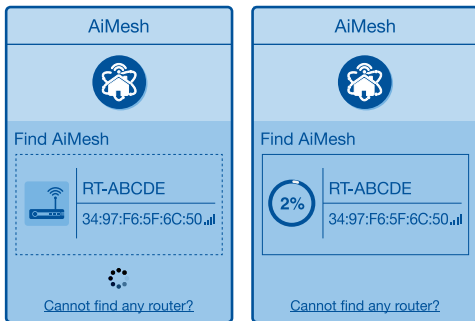 AiMesh
Find AiMesh
RT-ABCDE
34:97:F6:5F:6C:50
Cannot find any router?
AiMesh
Find AiMesh
2%
RT-ABCDE
34:97:F6:5F:6C:50
Cannot find any router?